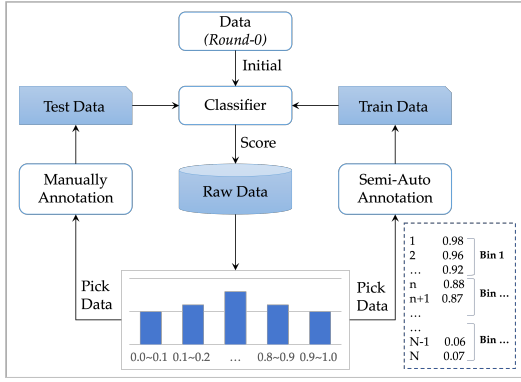 Data
(Round-0)
Initial
Test Data
Classifier
Train Data
Score
Manually
Annotation
Raw Data
Semi-Auto
Annotation
Pick
Data
Pick
Data
0.0~0.1 0.1~0.2 ... 0.8~0.9 0.9~1.0
1 0.98
2 0.96
... 0.92
Bin 1
n 0.88
n+1 0.87
...
Bin ...
...
N-1 0.06
N 0.07
Bin ...